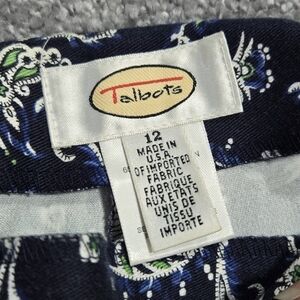 Talbots
12
MADE IN
U.S.A.
OF IMPORTED
FABRIC
FABRIQUE
AUX ETATS
UNIS DE
TISSU
IMPORTE